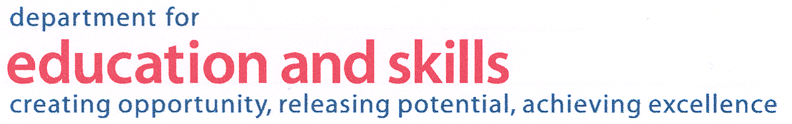 department for
education and skills
creating opportunity, releasing potential, achieving excellence